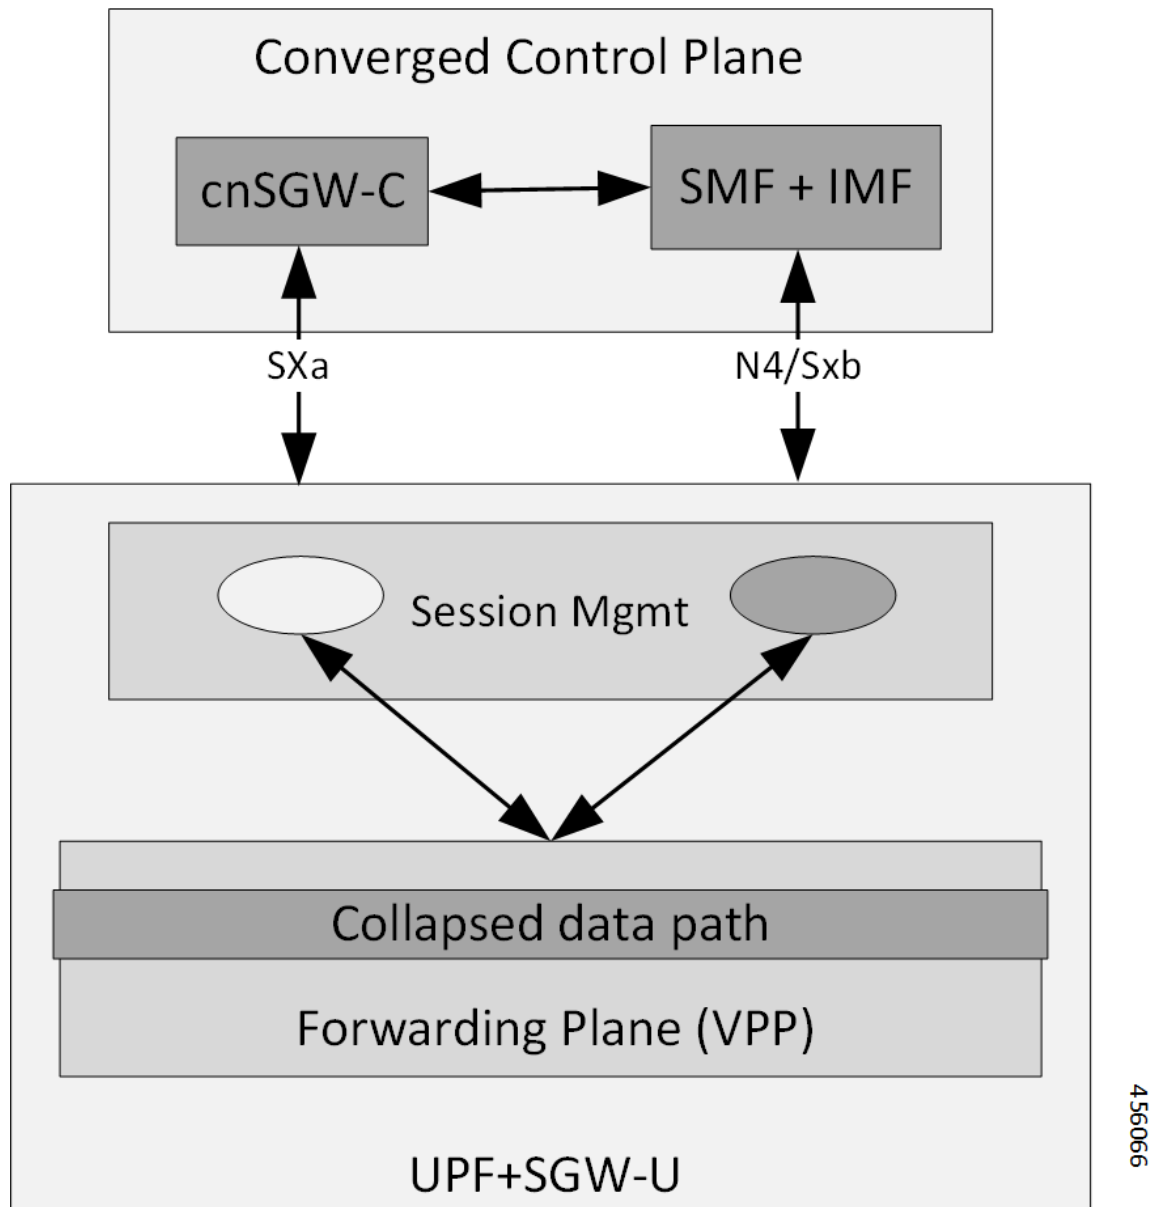 Converged Control Plane
cnSGW-C
SMF + IMF
SXa
N4/Sxb
Session Mgmt
Collapsed data path
Forwarding Plane (VPP)
UPF+SGW-U
456066